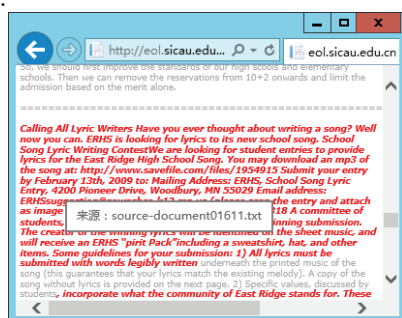 http://eol.sicau.edu...
eol.sicau.edu.cn
So, we should first improve the standards of our high scools and elementary
schools. Then we can remove the reservations from 10+2 onwards and limit the
admission based on the merit alone.
Calling All Lyric Writers Have you ever thought about writing a song? Well
now you can. ERHS is looking for lyrics to its new school song. School
Song Lyric Writing ContestWe are looking for student entries to provide
lyrics for the East Ridge High School Song. You may download an mp3 of
the song at: http://www.savefile.com/files/1954915 Submit your entry
by February 13th, 2009 to: Mailing Address: ERHS, School Song Lyric
Entry, 4200 Pioneer Drive, Woodbury, MN 55029 Email address:
the entry and attach
as image
18 A committee of
students,
inning submission.
来源：source-document01611.txt
The creator of the winning lyrics will be identified on the sheet music, and
will receive an ERHS "pirit Pack"including a sweatshirt, hat, and other
items. Some guidelines for your submission: 1) All lyrics must be
submitted with words legibly written underneath the printed music of the
song (this guarantees that your lyrics match the existing melody). A copy of the
song without lyrics is provided on the next page. 2) Specific values, discussed by
students, incorporate what the community of East Ridge stands for. These